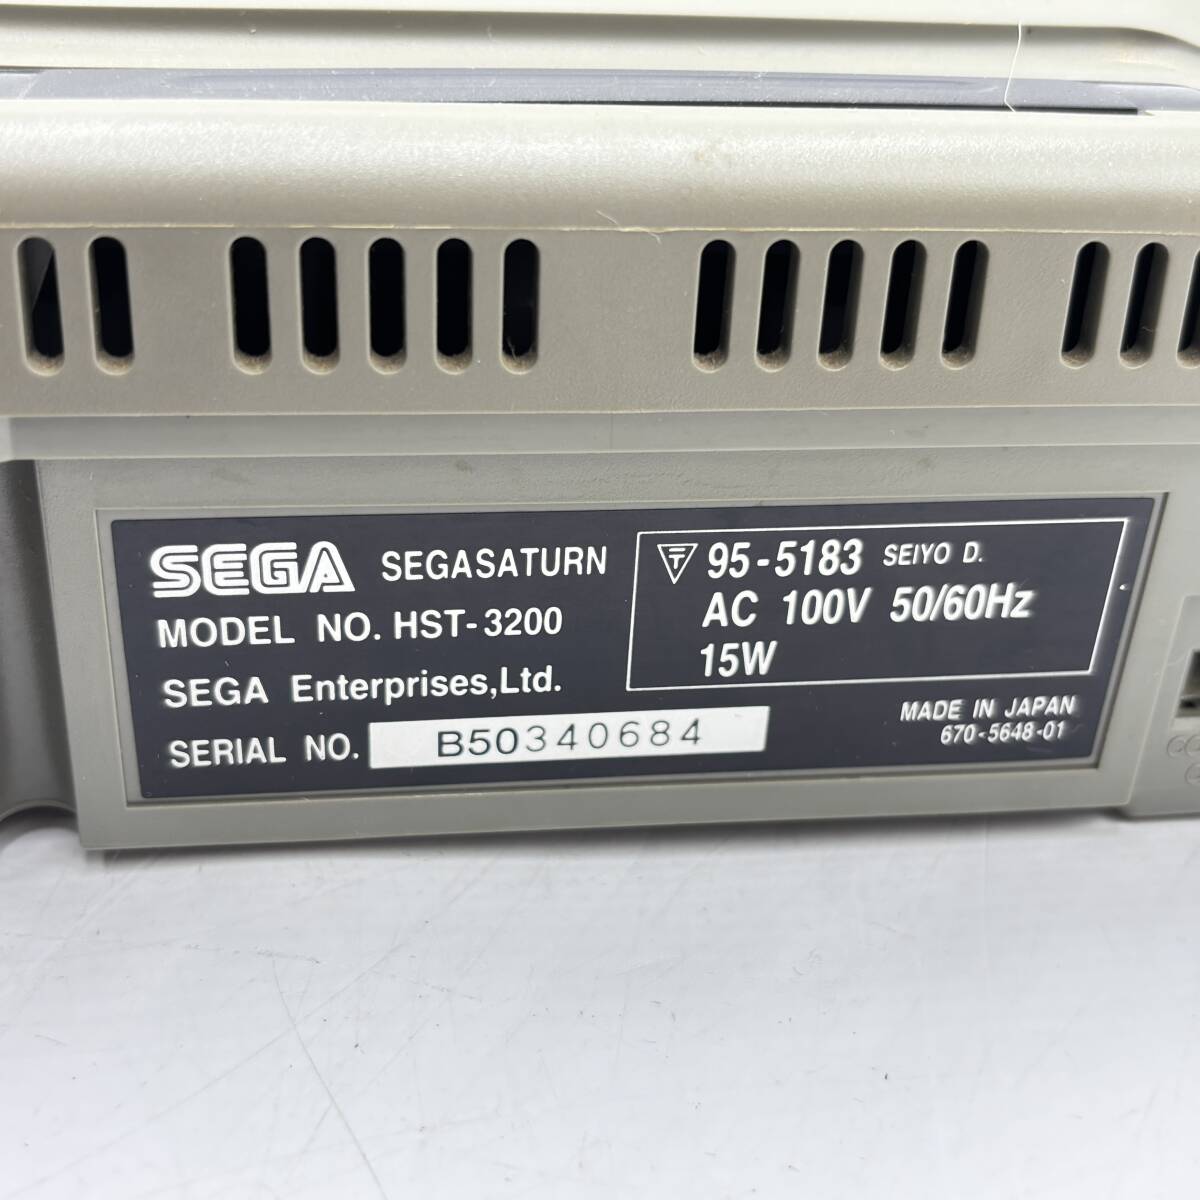 SEGA SEGASATURN
MODEL NO. HST-3200
SEGA Enterprises,Ltd.
SERIAL NO. B50340684
T 95-5183 SEIYO D.
AC 100V 50/60Hz
15W
MADE IN JAPAN
670-5648-01